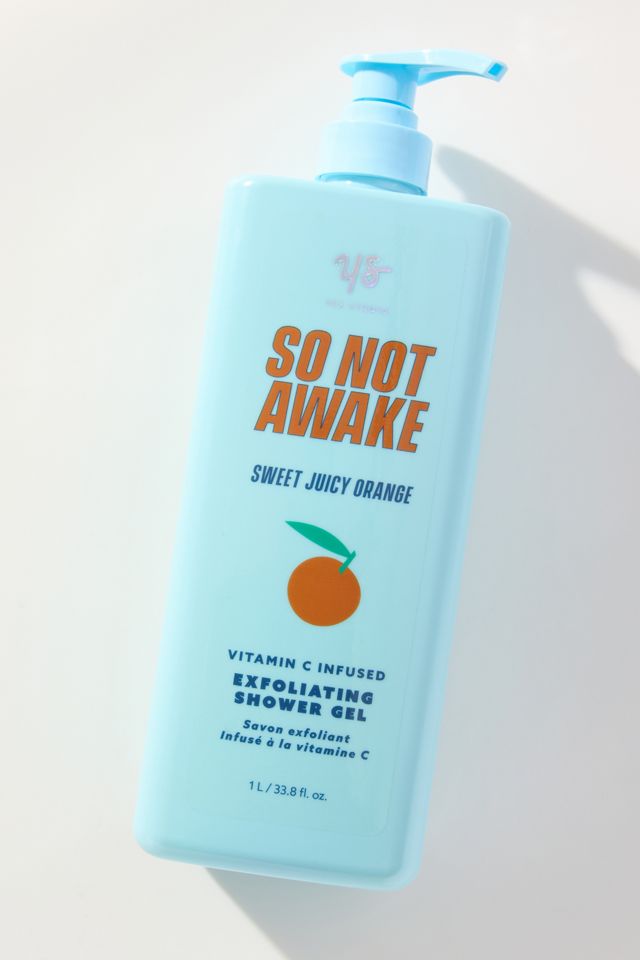 ys
SO NOT
AWAKE
SWEET JUICY ORANGE
VITAMIN C INFUSED
EXFOLIATING
SHOWER GEL
Savon exfoliant
Infusé à la vitamine C
1 L / 33.8 fl. oz.